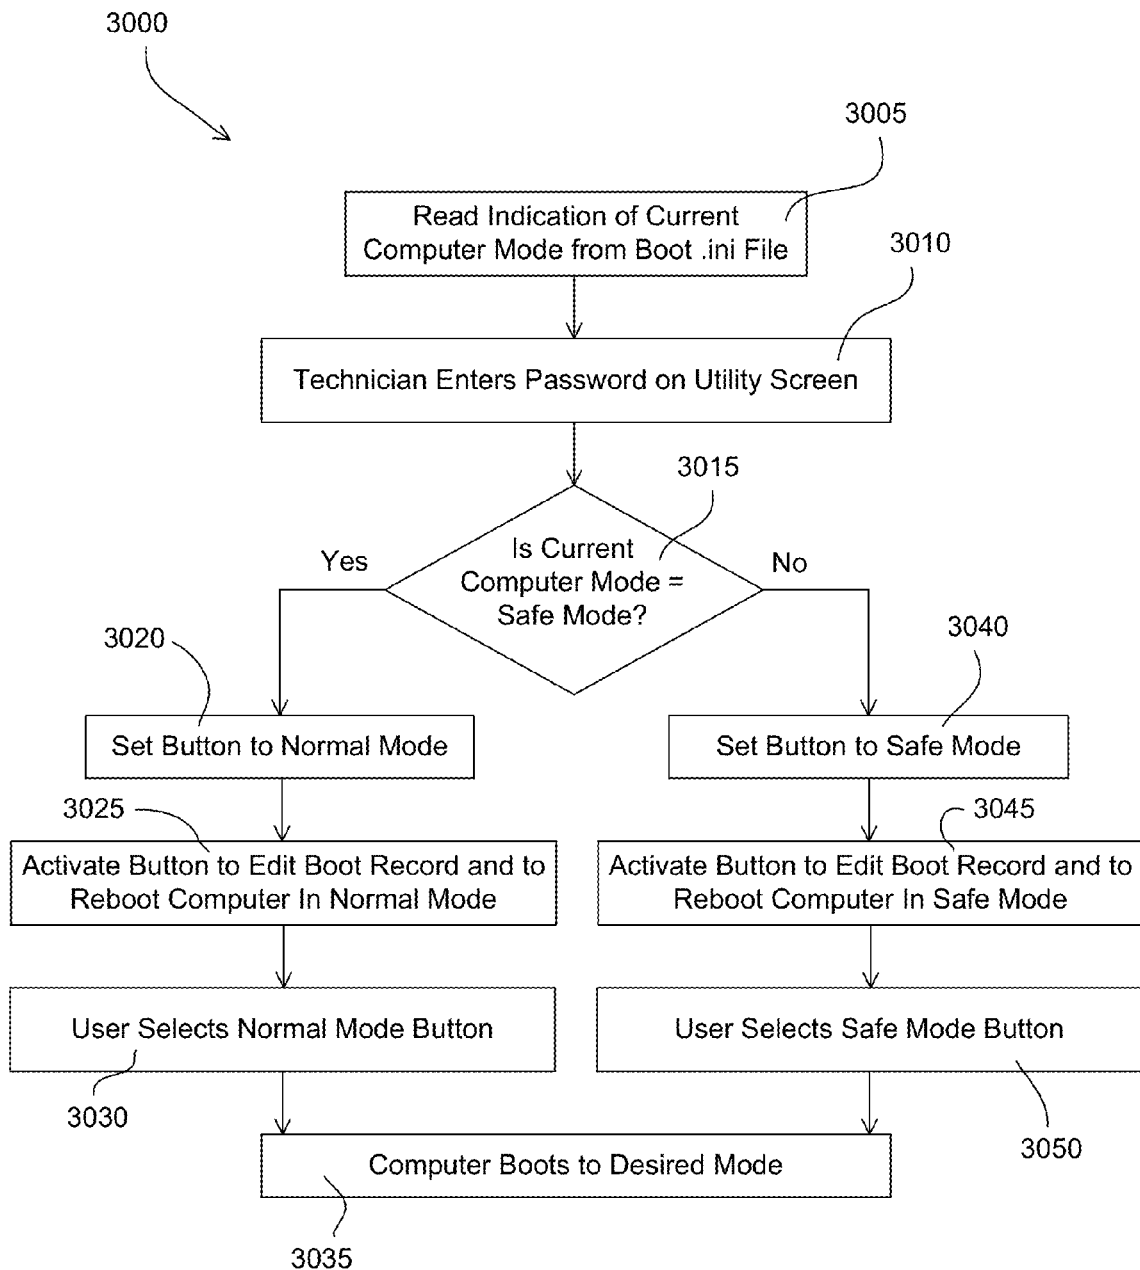 3000
3005
Read Indication of Current
Computer Mode from Boot .ini File
3010
Technician Enters Password on Utility Screen
3015
Is Current
Computer Mode =
Safe Mode?
Yes
No
3020
3040
Set Button to Normal Mode
Set Button to Safe Mode
3025
3045
Activate Button to Edit Boot Record and to
Reboot Computer In Normal Mode
Activate Button to Edit Boot Record and to
Reboot Computer In Safe Mode
User Selects Normal Mode Button
User Selects Safe Mode Button
3030
3050
Computer Boots to Desired Mode
3035